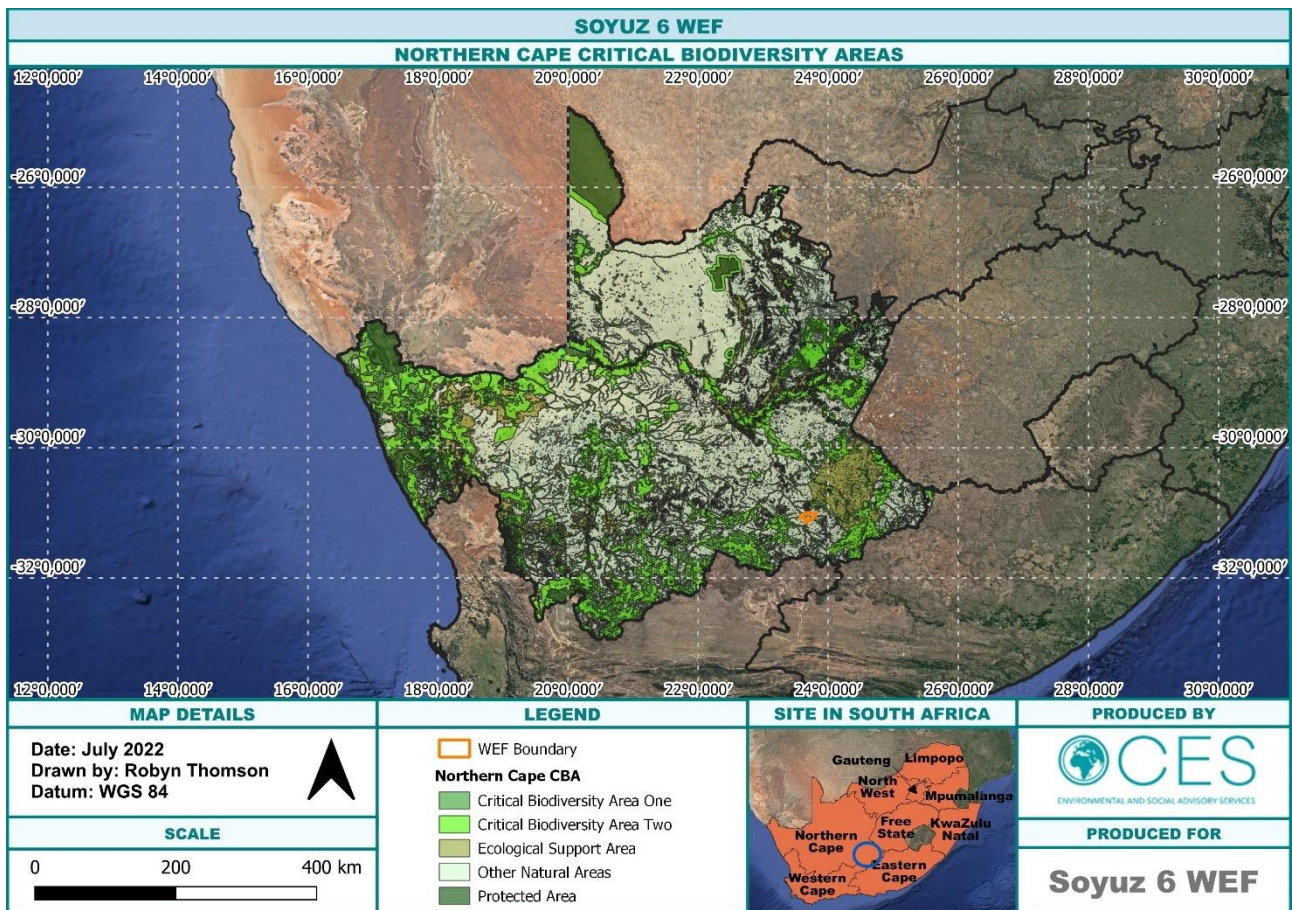 SOYUZ 6 WEF
NORTHERN CAPE CRITICAL BIODIVERSITY AREAS
12°0,000′ 14°0,000′ 16°0,000′ 18°0,000′ 20°0,000′ 22°0,000′ 24°0,000′ 26°0,000′ 28°0,000′ 30°0,000′
-26°0,000′ -26°0,000′
-28°0,000′ -28°0,000′
-30°0,000′ -30°0,000′
-32°0,000′ -32°0,000′
12°0,000′ 14°0,000′ 16°0,000′ 18°0,000′ 20°0,000′ 22°0,000′ 24°0,000′ 26°0,000′ 28°0,000′ 30°0,000′
MAP DETAILS
Date: July 2022
Drawn by: Robyn Thomson
Datum: WGS 84
SCALE
0 200 400 km
LEGEND
WEF Boundary
Northern Cape CBA
Critical Biodiversity Area One
Critical Biodiversity Area Two
Ecological Support Area
Other Natural Areas
Protected Area
SITE IN SOUTH AFRICA
Gauteng
Limpopo
North
West
Mpumalanga
Free
State
KwaZulu
Natal
Northern
Cape
Eastern
Cape
Western
Cape
PRODUCED BY
CES
ENVIRONMENTAL AND SOCIAL ADVISORY SERVICES
PRODUCED FOR
Soyuz 6 WEF